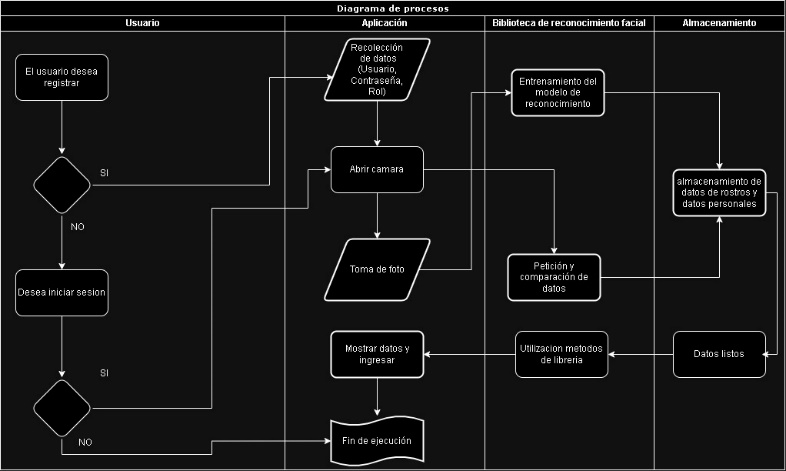 Diagrama de procesos
Usuario
Aplicación
Biblioteca de reconocimiento facial
Almacenamiento
El usuario desea
registrar
SI
NO
Desea iniciar sesion
SI
NO
Recolección
de datos
(Usuario,
Contraseña,
Rol)
Abrir camara
Toma de foto
Mostrar datos y
ingresar
Fin de ejecución
Entrenamiento del
modelo de
reconocimiento
Petición y
comparación de
datos
Utilizacion metodos
de libreria
almacenamiento de
datos de rostros y
datos personales
Datos listos